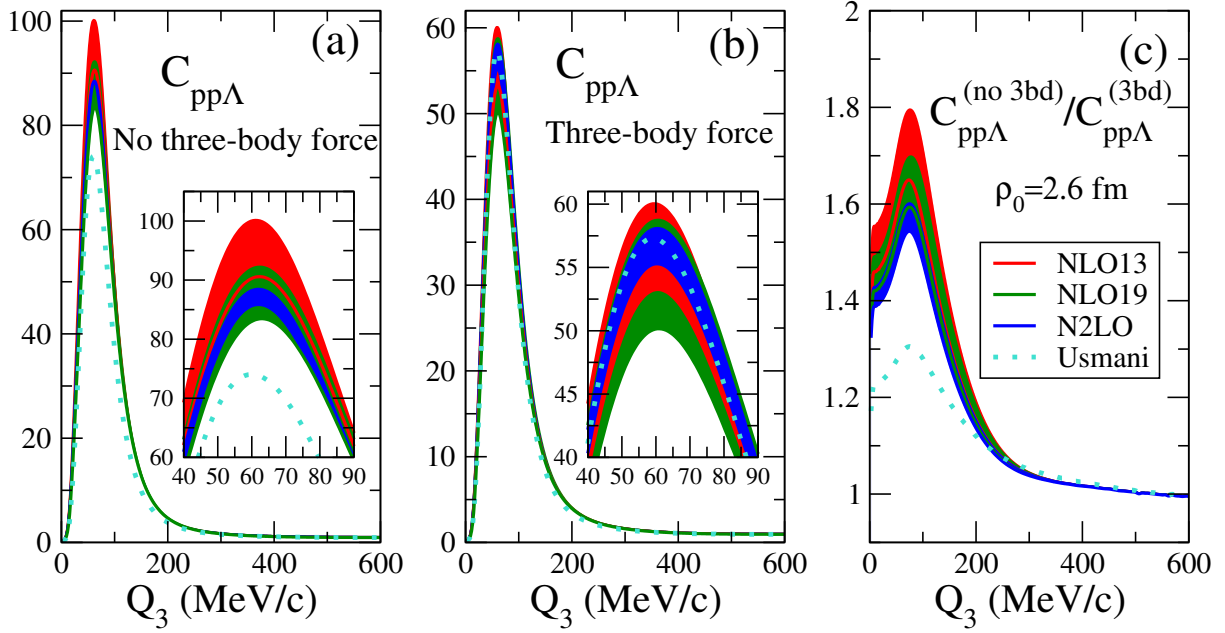 100
80
60
40
20
0
(a)
C_ppΛ
No three-body force
100
95
90
85
80
75
70
65
60
40 50 60 70 80 90
0 200 400 600
Q_3 (MeV/c)
60
50
40
30
20
10
0
(b)
C_ppΛ
Three-body force
60
55
50
45
40
40 50 60 70 80 90
0 200 400 600
Q_3 (MeV/c)
2
1.8
1.6
1.4
1.2
1
(c)
C_ppΛ^(no 3bd)/C_ppΛ^(3bd)
ρ_0=2.6 fm
NLO13
NLO19
N2LO
Usmani
0 200 400 600
Q_3 (MeV/c)